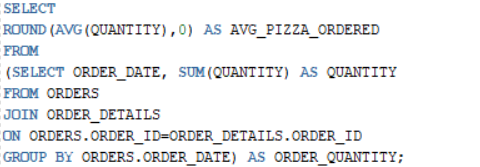 SELECT
ROUND(AVG(QUANTITY),0) AS AVG_PIZZA_ORDERED
FROM
(SELECT ORDER_DATE, SUM(QUANTITY) AS QUANTITY
FROM ORDERS
JOIN ORDER_DETAILS
ON ORDERS.ORDER_ID=ORDER_DETAILS.ORDER_ID
GROUP BY ORDERS.ORDER_DATE) AS ORDER_QUANTITY;